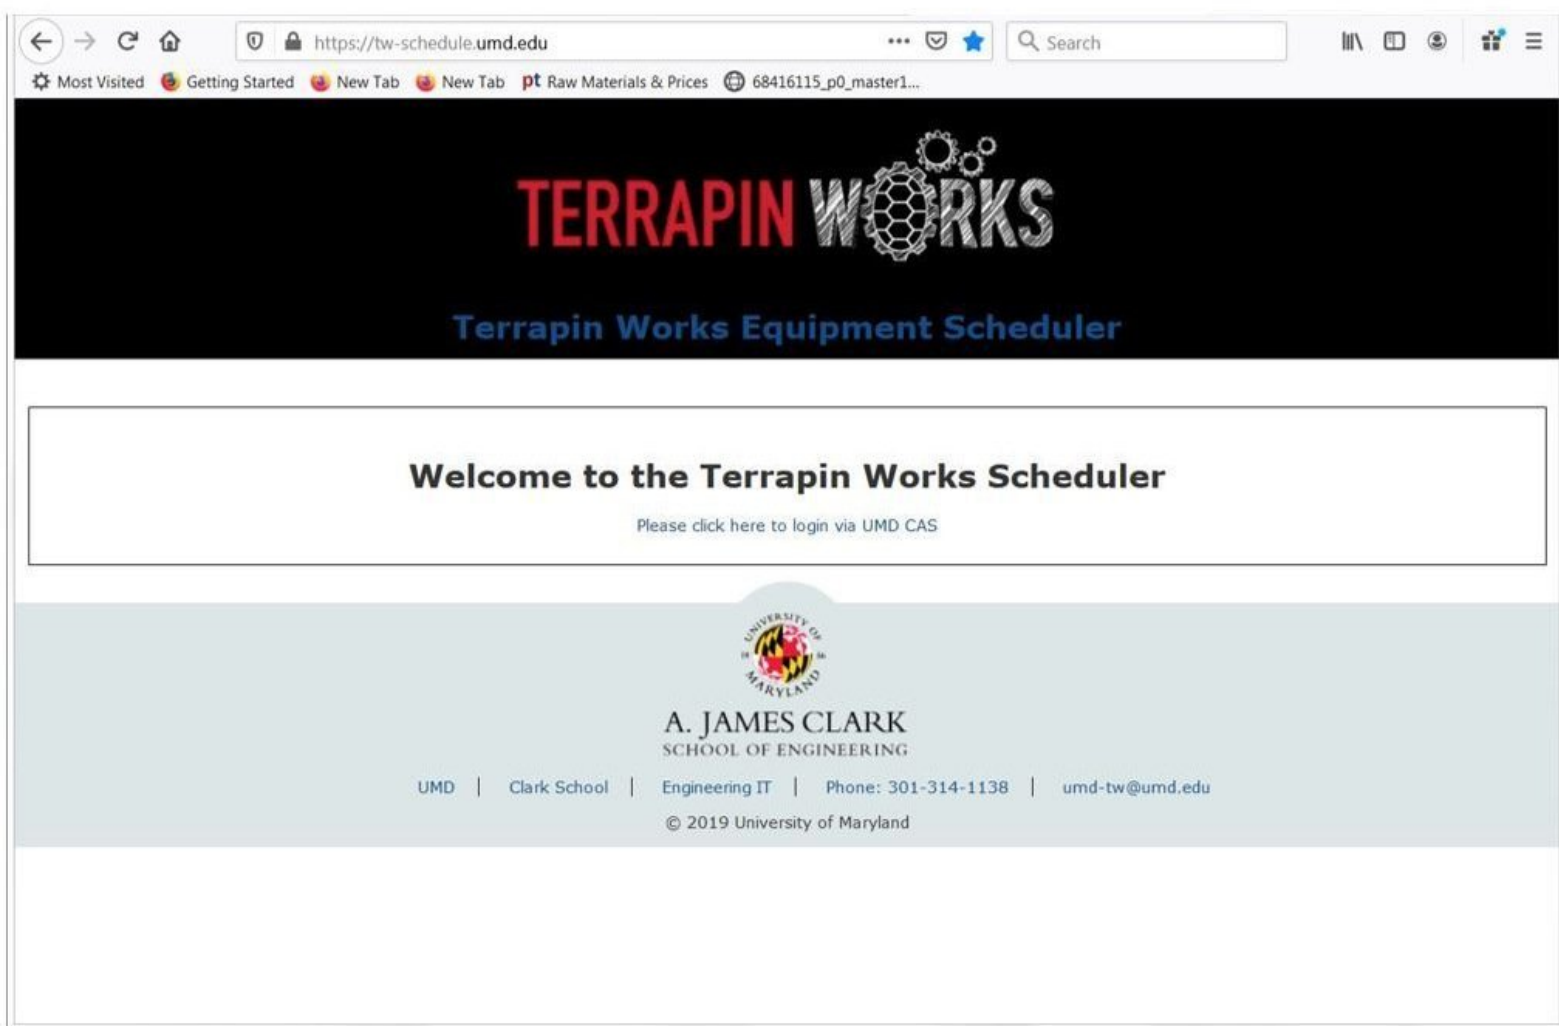 https://tw-schedule.umd.edu
Search
Most Visited Getting Started New Tab New Tab pt Raw Materials & Prices 68416115_p0_master1...
TERRAPIN WORKS
Terrapin Works Equipment Scheduler
Welcome to the Terrapin Works Scheduler
Please click here to login via UMD CAS
UNIVERSITY OF
18 56
MARYLAND
A. JAMES CLARK
SCHOOL OF ENGINEERING
UMD | Clark School | Engineering IT | Phone: 301-314-1138 | umd-tw@umd.edu
© 2019 University of Maryland